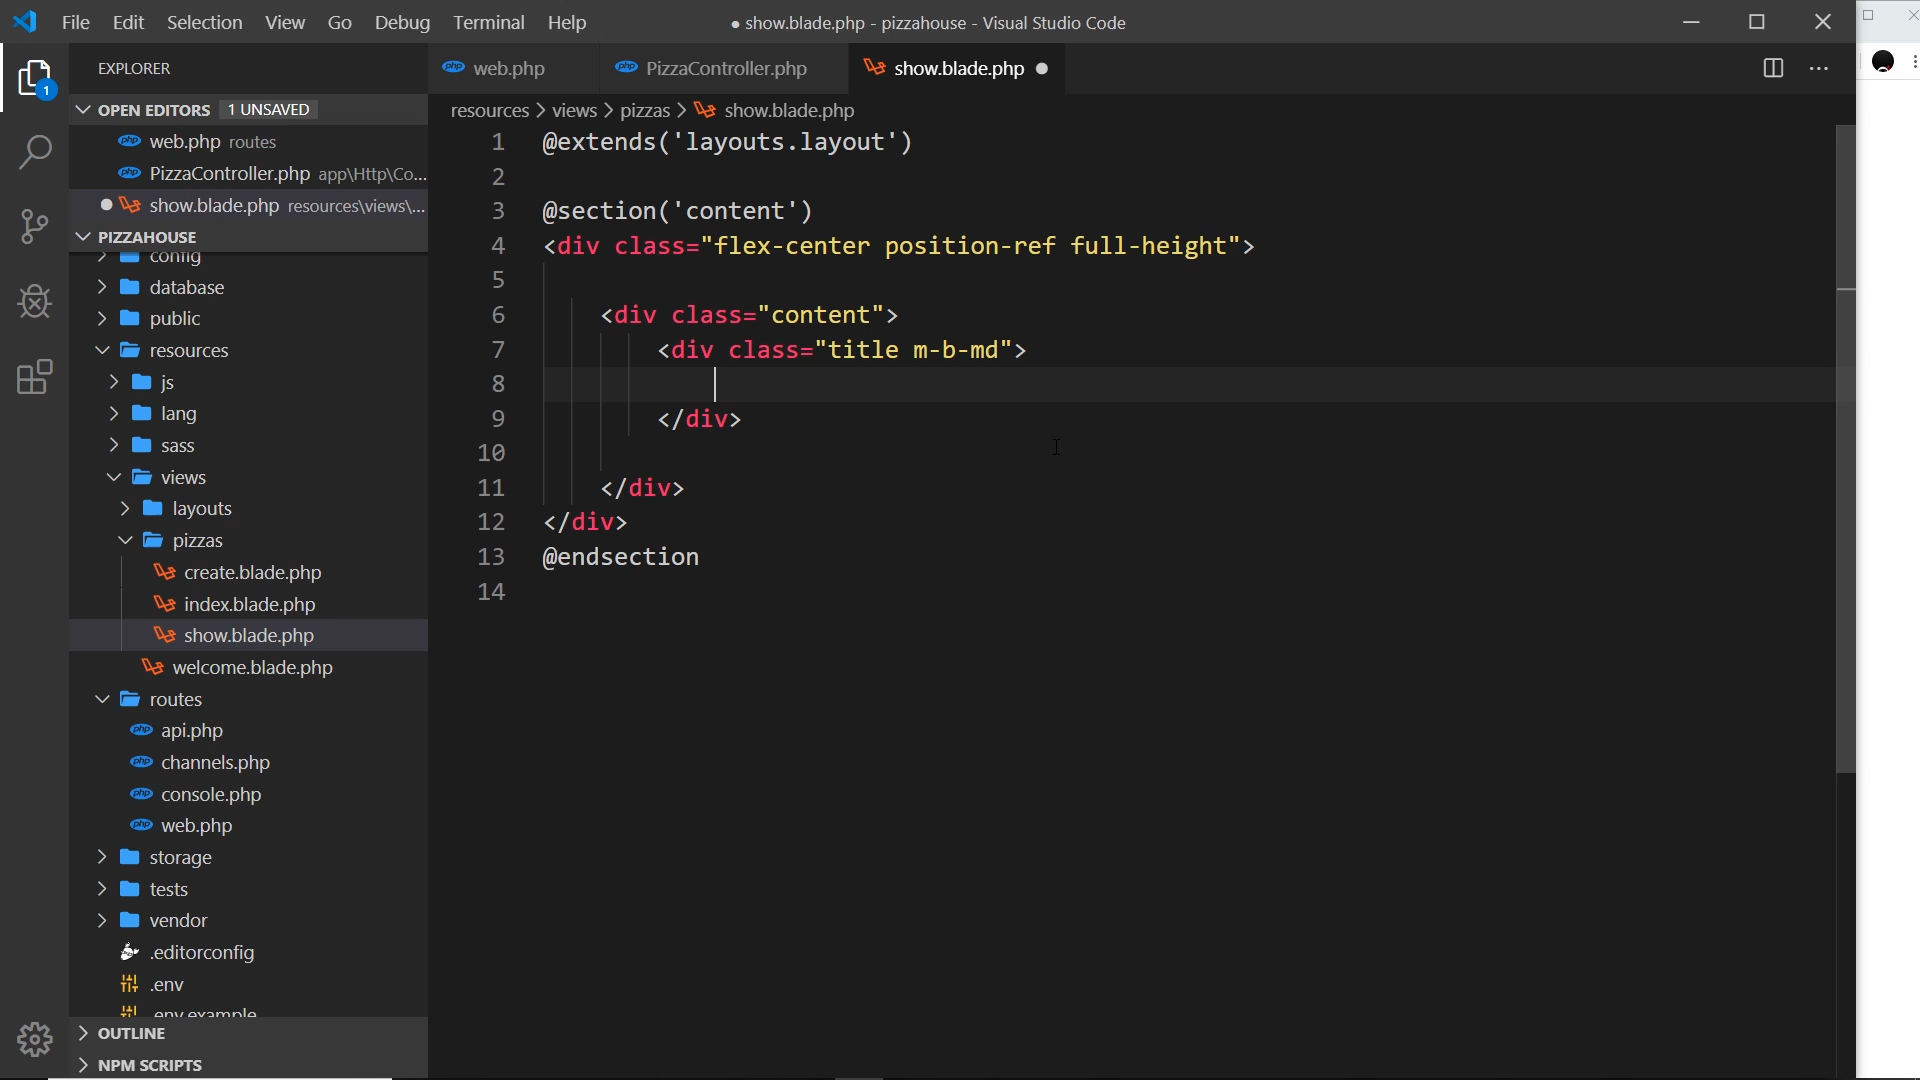 File Edit Selection View Go Debug Terminal Help
● show.blade.php - pizzahouse - Visual Studio Code
EXPLORER
OPEN EDITORS 1 UNSAVED
web.php routes
PizzaController.php app\Http\Co...
show.blade.php resources\views\...
PIZZAHOUSE
config
database
public
resources
js
lang
sass
views
layouts
pizzas
create.blade.php
index.blade.php
show.blade.php
welcome.blade.php
routes
api.php
channels.php
console.php
web.php
storage
tests
vendor
.editorconfig
.env
.env.example
OUTLINE
NPM SCRIPTS
1
web.php PizzaController.php show.blade.php
resources > views > pizzas > show.blade.php
1 @extends('layouts.layout')
2
3 @section('content')
4 <div class="flex-center position-ref full-height">
5
6 <div class="content">
7 <div class="title m-b-md">
8
9 </div>
10
11 </div>
12 </div>
13 @endsection
14